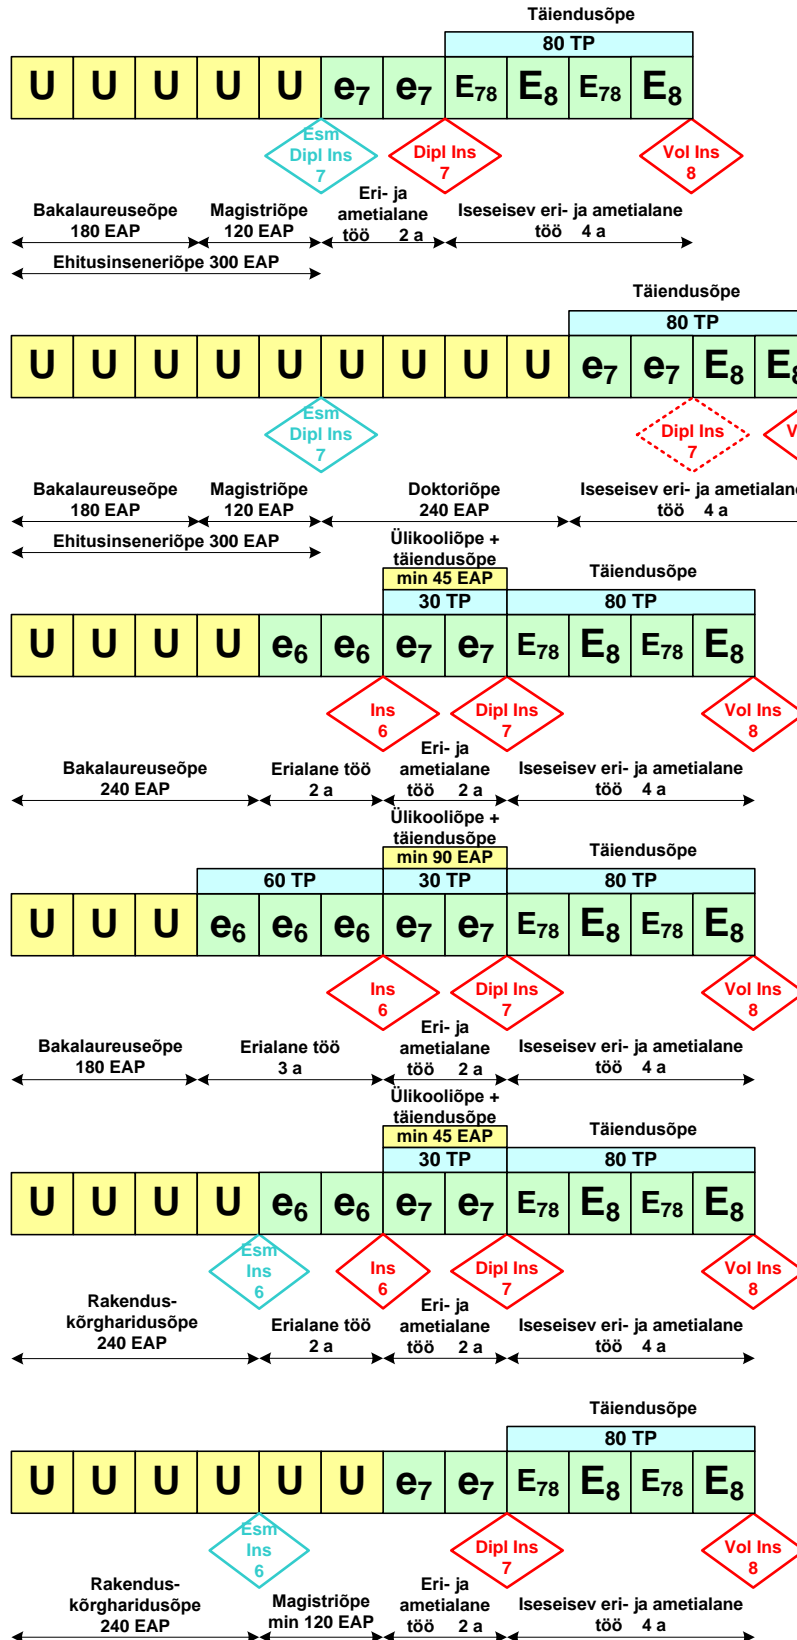 Täiendusõpe
80 TP
U U U U U e7 e7 E78 E8 E78 E8
Esm Dipl Ins 7
Dipl Ins 7
Vol Ins 8
Bakalaureuseõpe 180 EAP
Magistriõpe 120 EAP
Eri- ja ametialane töö 2 a
Iseseisev eri- ja ametialane töö 4 a
Ehitusinseneriõpe 300 EAP
Täiendusõpe
80 TP
U U U U U U U U U e7 e7 E8
Esm Dipl Ins 7
Dipl Ins 7
Bakalaureuseõpe 180 EAP
Magistriõpe 120 EAP
Doktoriõpe 240 EAP
Iseseisev eri- ja ametialane töö 4 a
Ehitusinseneriõpe 300 EAP
Ülikooliõpe + täiendusõpe
min 45 EAP
Täiendusõpe
30 TP
80 TP
U U U U e6 e6 e7 e7 E78 E8 E78 E8
Ins 6
Dipl Ins 7
Vol Ins 8
Bakalaureuseõpe 240 EAP
Erialane töö 2 a
Eri- ja ametialane töö 2 a
Iseseisev eri- ja ametialane töö 4 a
Ülikooliõpe + täiendusõpe
min 90 EAP
Täiendusõpe
60 TP
30 TP
80 TP
U U U e6 e6 e6 e7 e7 E78 E8 E78 E8
Ins 6
Dipl Ins 7
Vol Ins 8
Bakalaureuseõpe 180 EAP
Erialane töö 3 a
Eri- ja ametialane töö 2 a
Iseseisev eri- ja ametialane töö 4 a
Ülikooliõpe + täiendusõpe
min 45 EAP
Täiendusõpe
30 TP
80 TP
U U U U e6 e6 e7 e7 E78 E8 E78 E8
Esm Ins 6
Ins 6
Dipl Ins 7
Vol Ins 8
Rakendus- kõrgharidusõpe 240 EAP
Erialane töö 2 a
Eri- ja ametialane töö 2 a
Iseseisev eri- ja ametialane töö 4 a
Täiendusõpe
80 TP
U U U U U U e7 e7 E78 E8 E78 E8
Esm Ins 6
Dipl Ins 7
Vol Ins 8
Rakendus- kõrgharidusõpe 240 EAP
Magistriõpe min 120 EAP
Eri- ja ametialane töö 2 a
Iseseisev eri- ja ametialane töö 4 a